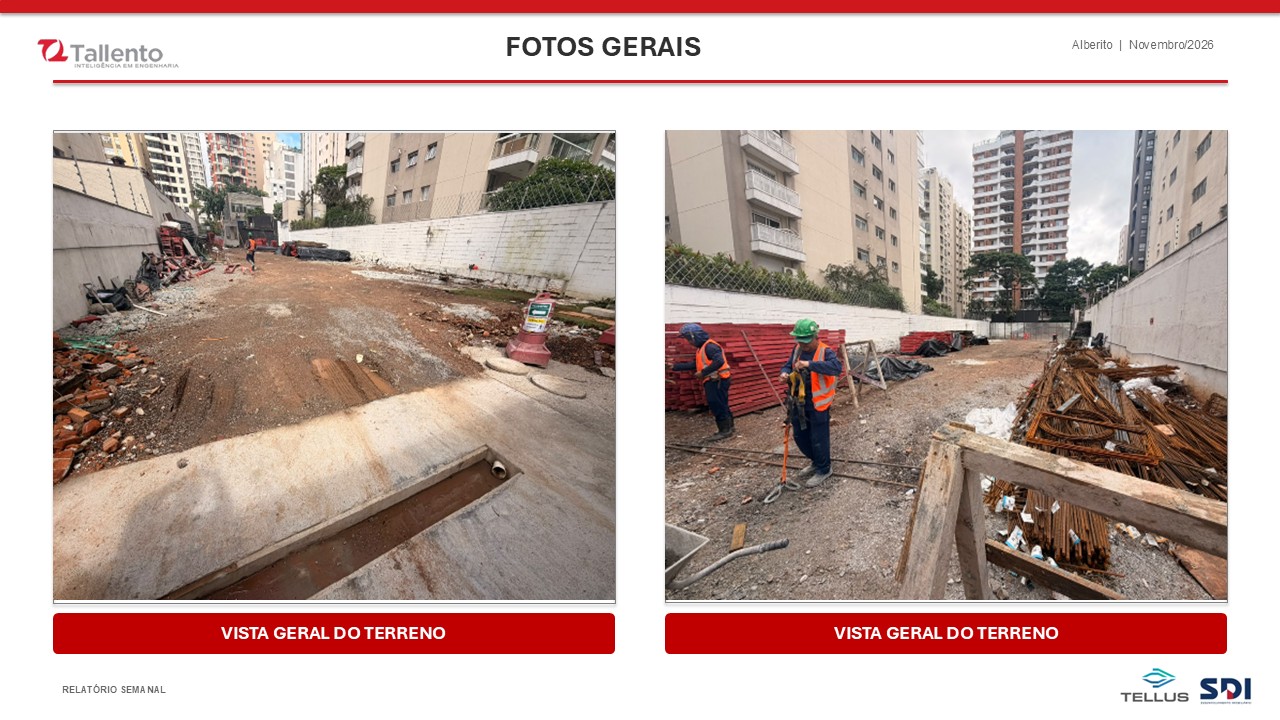 Tallento
INTELIGÊNCIA EM ENGENHARIA
FOTOS GERAIS
Alberito | Novembro/2026
VISTA GERAL DO TERRENO
VISTA GERAL DO TERRENO
RELATÓRIO SEMANAL
TELLUS
SDI